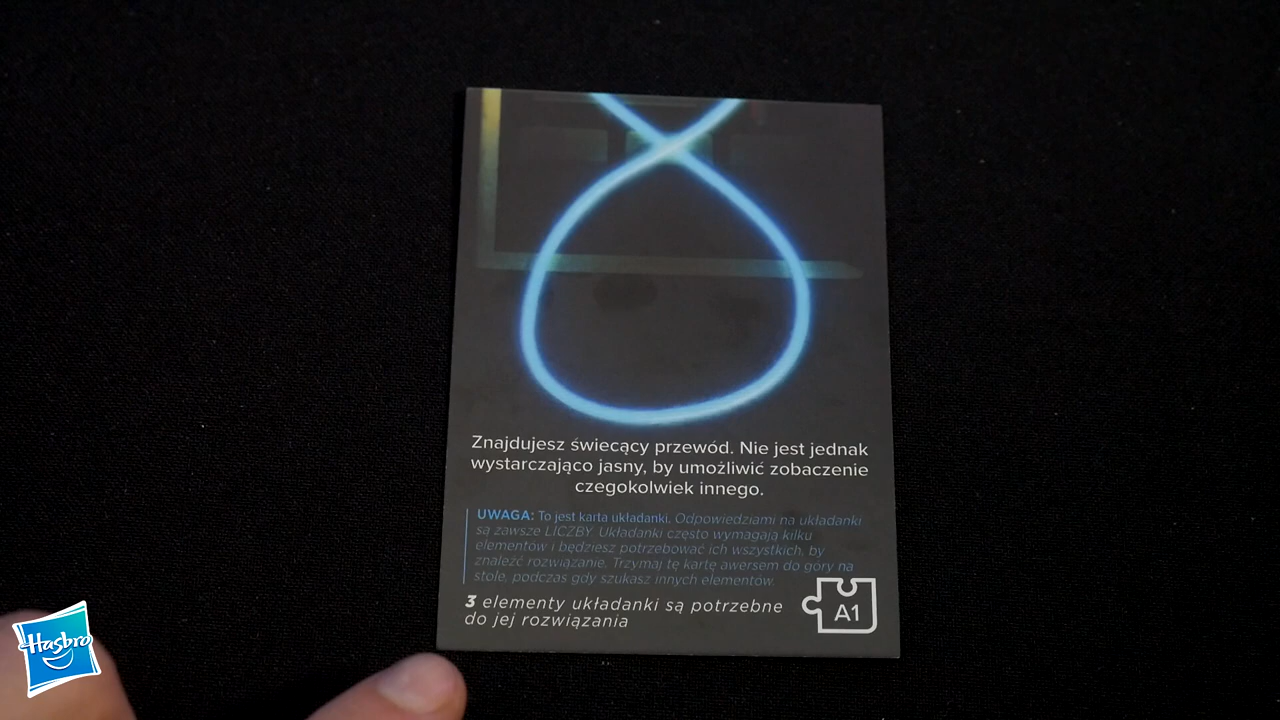 Znajdujesz świecący przewód. Nie jest jednak
wystarczająco jasny, by umożliwić zobaczenie
czegokolwiek innego.
UWAGA: To jest karta układanki. Odpowiedziami na układanki
są zawsze LICZBY. Układanki często wymagają kilku
elementów i będziesz potrzebować ich wszystkich, by
znaleźć rozwiązanie. Trzymaj tę kartę awersem do góry na
stole, podczas gdy szukasz innych elementów.
3 elementy układanki są potrzebne
do jej rozwiązania
A1
Hasbro